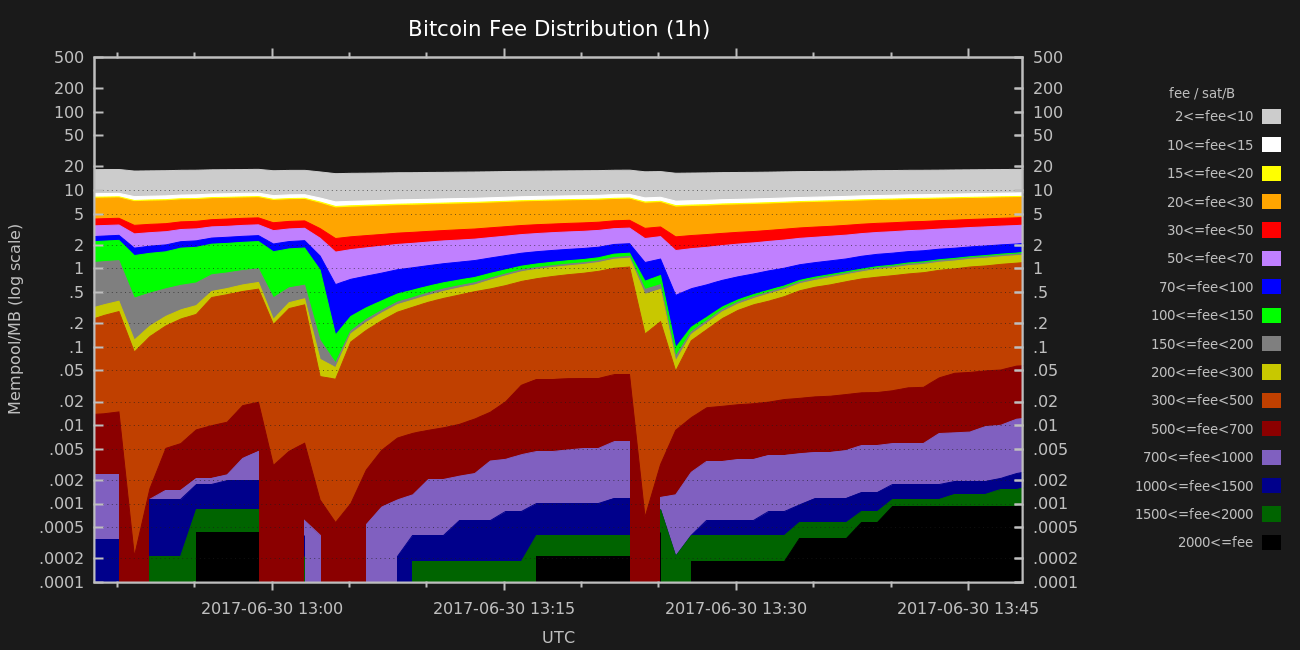 Bitcoin Fee Distribution (1h)
Mempool/MB (log scale)
500
200
100
50
20
10
5
2
1
.5
.2
.1
.05
.02
.01
.005
.002
.001
.0005
.0002
.0001
500
200
100
50
20
10
5
2
1
.5
.2
.1
.05
.02
.01
.005
.002
.001
.0005
.0002
.0001
2017-06-30 13:00 2017-06-30 13:15 2017-06-30 13:30 2017-06-30 13:45
UTC
fee / sat/B
2<=fee<10
10<=fee<15
15<=fee<20
20<=fee<30
30<=fee<50
50<=fee<70
70<=fee<100
100<=fee<150
150<=fee<200
200<=fee<300
300<=fee<500
500<=fee<700
700<=fee<1000
1000<=fee<1500
1500<=fee<2000
2000<=fee